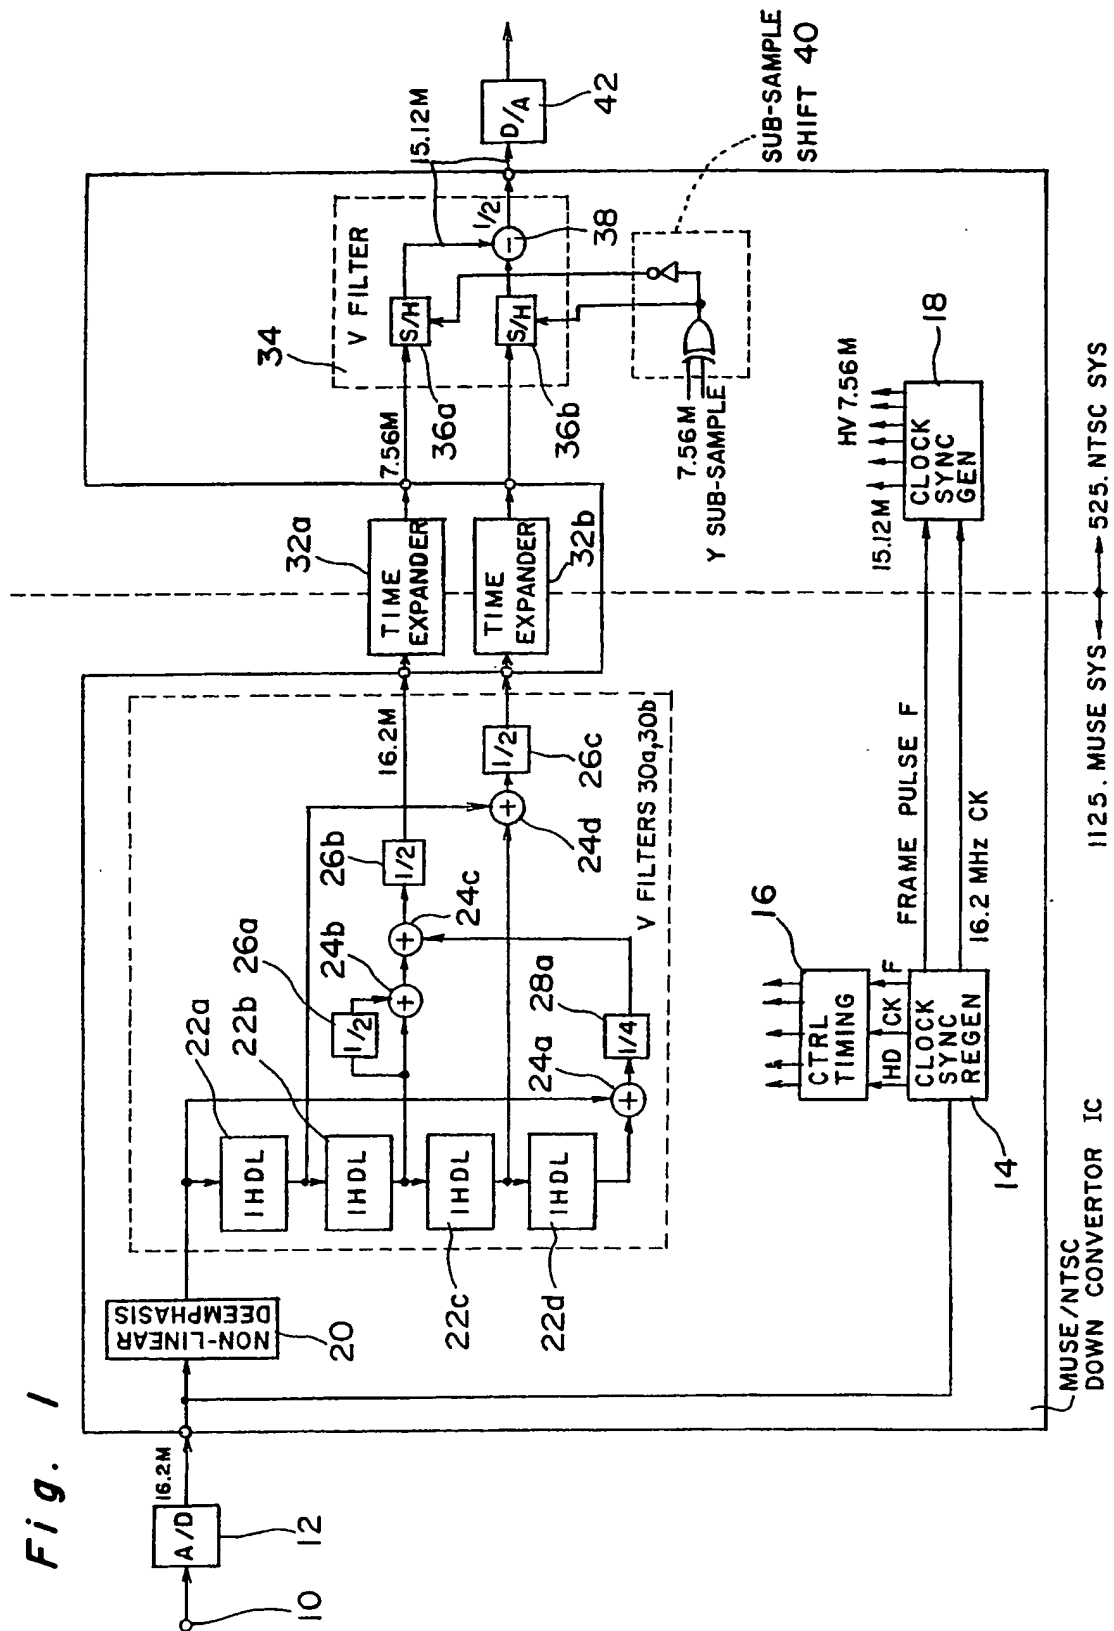 Fig. 1
10
A/D
12
16.2M
NON-LINEAR
DEEMPHASIS
20
22a
1HDL
22b
1HDL
1HDL
22c
1HDL
22d
26a
1/2
24b
+
24c
+
26b
1/2
16.2M
24a
+
28a
1/4
24d
+
26c
1/2
V FILTERS 30a,30b
32a
TIME
EXPANDER
TIME
EXPANDER
32b
7.56M
34
V FILTER
S/H
36a
S/H
36b
1/2
−
38
15.12M
D/A
42
7.56M
Y SUB-SAMPLE
SUB-SAMPLE
SHIFT 40
16
CTRL
TIMING
HD
CK
F
CLOCK
SYNC
REGEN
14
FRAME PULSE F
16.2 MHz CK
15.12M
HV 7.56M
CLOCK
SYNC
GEN
18
MUSE/NTSC
DOWN CONVERTOR IC
1125. MUSE SYS
525. NTSC SYS